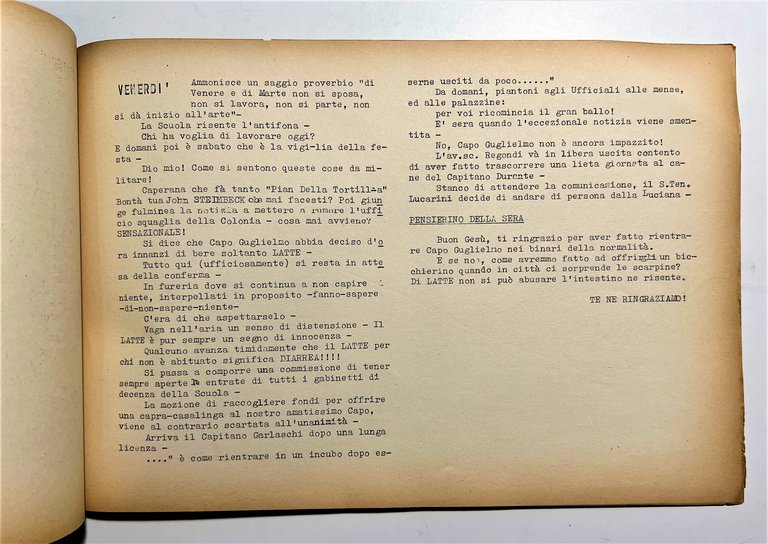 VENERDI'
Ammonisce un saggio proverbio "di
Venere e di Marte non si sposa,
non si lavora, non si parte, non
si dà inizio all'arte"-
La Scuola risente l'antifona -
Chi ha voglia di lavorare oggi?
E domani poi è sabato che è la vigi-lia della fe-
sta -
Dio mio! Come si sentono queste cose da mi-
litare!
Caperana che fà tanto "Pian Della Tortilla"
Bontà tua John STEIMBECK che mai facesti? Poi giun
ge fulminea la notizia a mettere a rumore l'uffi
cio squaglia della Colonia - cosa mai avviene?
SENSAZIONALE!
Si dice che Capo Guglielmo abbia deciso d'o
ra innanzi di bere soltanto LATTE -
Tutto qui (ufficiosamente) si resta in atte
sa della conferma -
In fureria dove si continua a non capire
niente, interpellati in proposito -fanno-sapere
-di-non-sapere-niente-
C'era di che aspettarselo -
Vaga nell'aria un senso di distensione - Il
LATTE è pur sempre un segno di innocenza -
Qualcuno avanza timidamente che il LATTE per
chi non è abituato significa DIARREA!!!!
Si passa a comporre una commissione di tener
sempre aperte le entrate di tutti i gabinetti di
decenza della Scuola -
La mozione di raccogliere fondi per offrire
una capra-casalinga al nostro amatissimo Capo,
viene al contrario scartata all'unanimità -
Arriva il Capitano Garlaschi dopo una lunga
licenza -
...." è come rientrare in un incubo dopo es-
serne usciti da poco......"
Da domani, piantoni agli Ufficiali alle mense,
ed alle palazzine:
per voi ricomincia il gran ballo!
E' sera quando l'eccezionale notizia viene sme
ntita -
No, Capo Guglielmo non è ancora impazzito!
L'av.sc. Regondi và in libera uscita contento
di aver fatto trascorrere una lieta giornata al ca-
ne del Capitano Durante -
Stanco di attendere la comunicazione, il S.Ten.
Lucarini decide di andare di persona dalla Luciana -
PENSIERINO DELLA SERA
Buon Gesù, ti ringrazio per aver fatto rientra-
re Capo Guglielmo nei binari della normalità.
E se no, come avremmo fatto ad offrirgli un bic-
chierino quando in città ci sorprende le scarpine?
Di LATTE non si può abusare l'intestino ne risente.
TE NE RINGRAZIAMO!